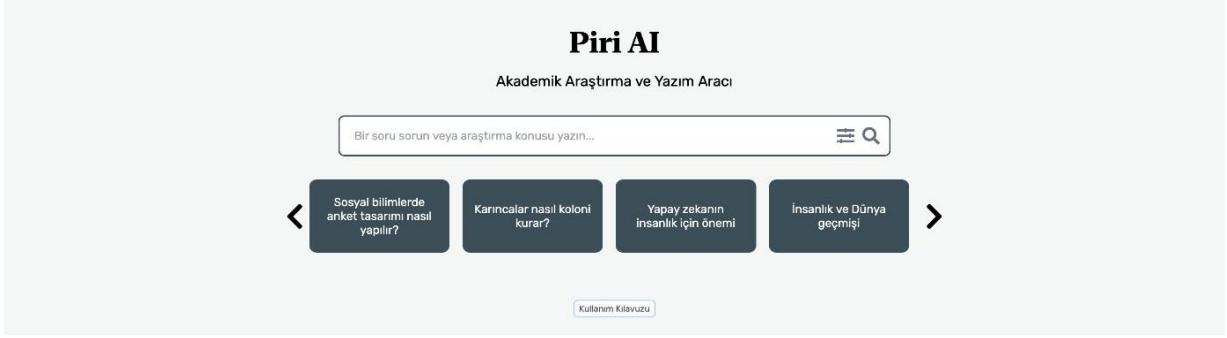 Piri AI
Akademik Araştırma ve Yazım Aracı
Bir soru sorun veya araştırma konusu yazın...
Sosyal bilimlerde
anket tasarımı nasıl
yapılır?
Karıncalar nasıl koloni
kurar?
Yapay zekanın
insanlık için önemi
İnsanlık ve Dünya
geçmişi
Kullanım Kılavuzu